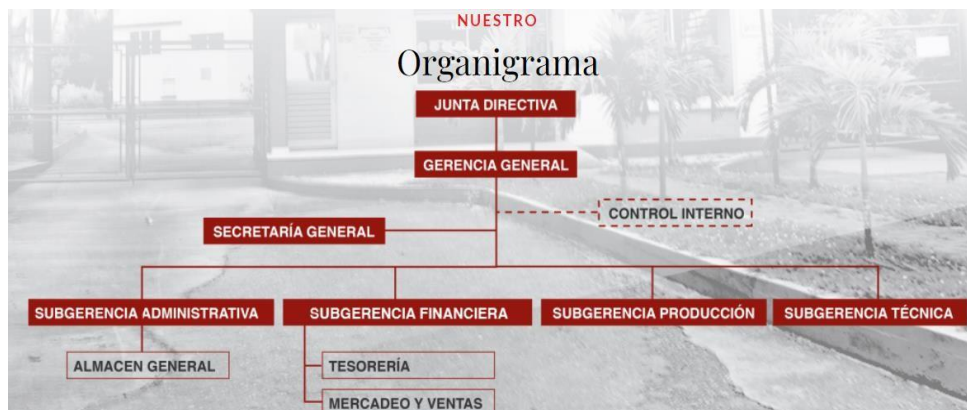 NUESTRO
Organigrama
JUNTA DIRECTIVA
GERENCIA GENERAL
CONTROL INTERNO
SECRETARÍA GENERAL
SUBGERENCIA ADMINISTRATIVA
SUBGERENCIA FINANCIERA
SUBGERENCIA PRODUCCIÓN
SUBGERENCIA TÉCNICA
ALMACEN GENERAL
TESORERÍA
MERCADEO Y VENTAS